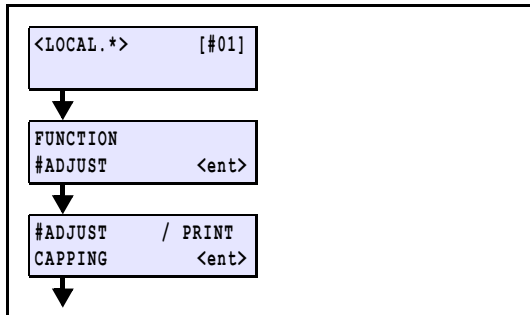 <LOCAL.*> [#01]
FUNCTION
#ADJUST <ent>
#ADJUST / PRINT
CAPPING <ent>